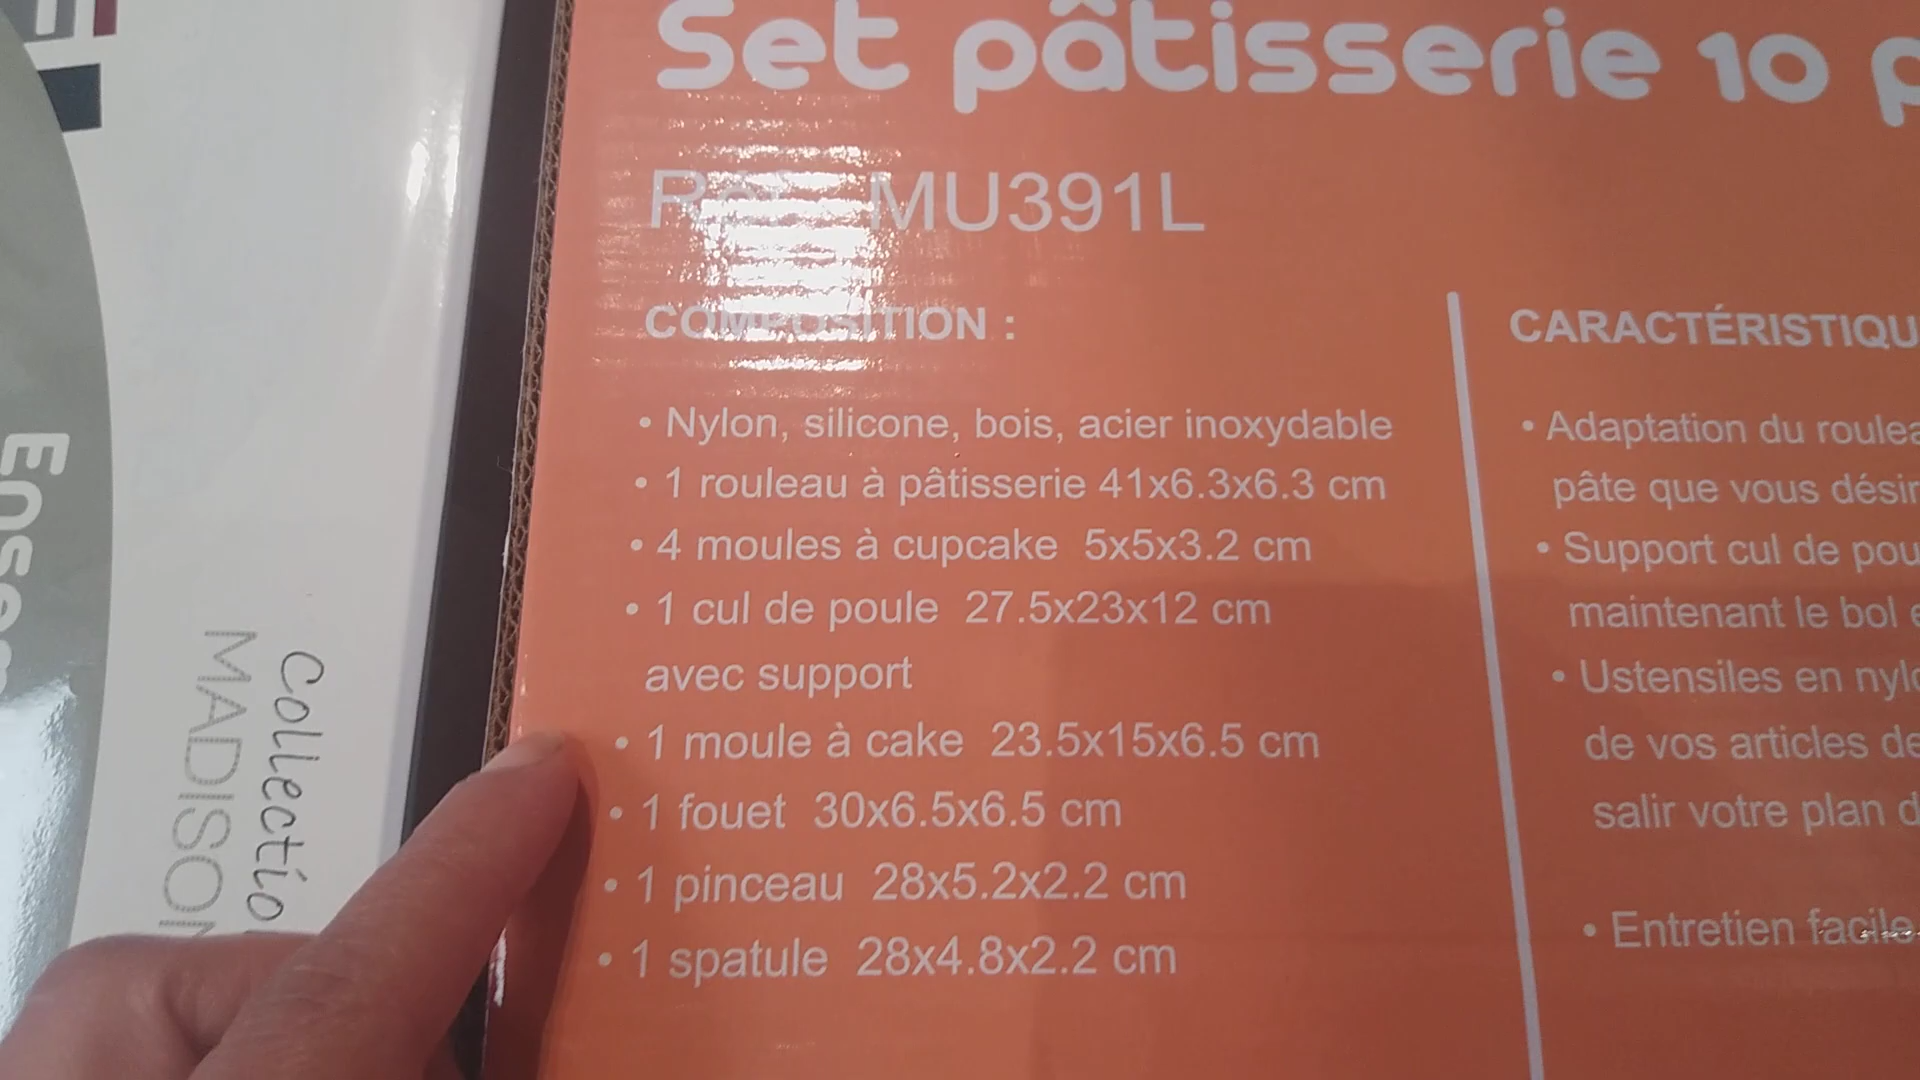 Set pâtisserie 10 p
Réf. MU391L
COMPOSITION :
• Nylon, silicone, bois, acier inoxydable
• 1 rouleau à pâtisserie 41x6.3x6.3 cm
• 4 moules à cupcake 5x5x3.2 cm
• 1 cul de poule 27.5x23x12 cm
avec support
• 1 moule à cake 23.5x15x6.5 cm
• 1 fouet 30x6.5x6.5 cm
• 1 pinceau 28x5.2x2.2 cm
• 1 spatule 28x4.8x2.2 cm
CARACTÉRISTIQU
• Adaptation du roulea
pâte que vous désir
• Support cul de pou
maintenant le bol e
• Ustensiles en nylo
de vos articles de
salir votre plan d
• Entretien facile
Collectio
MADISON
Ensem